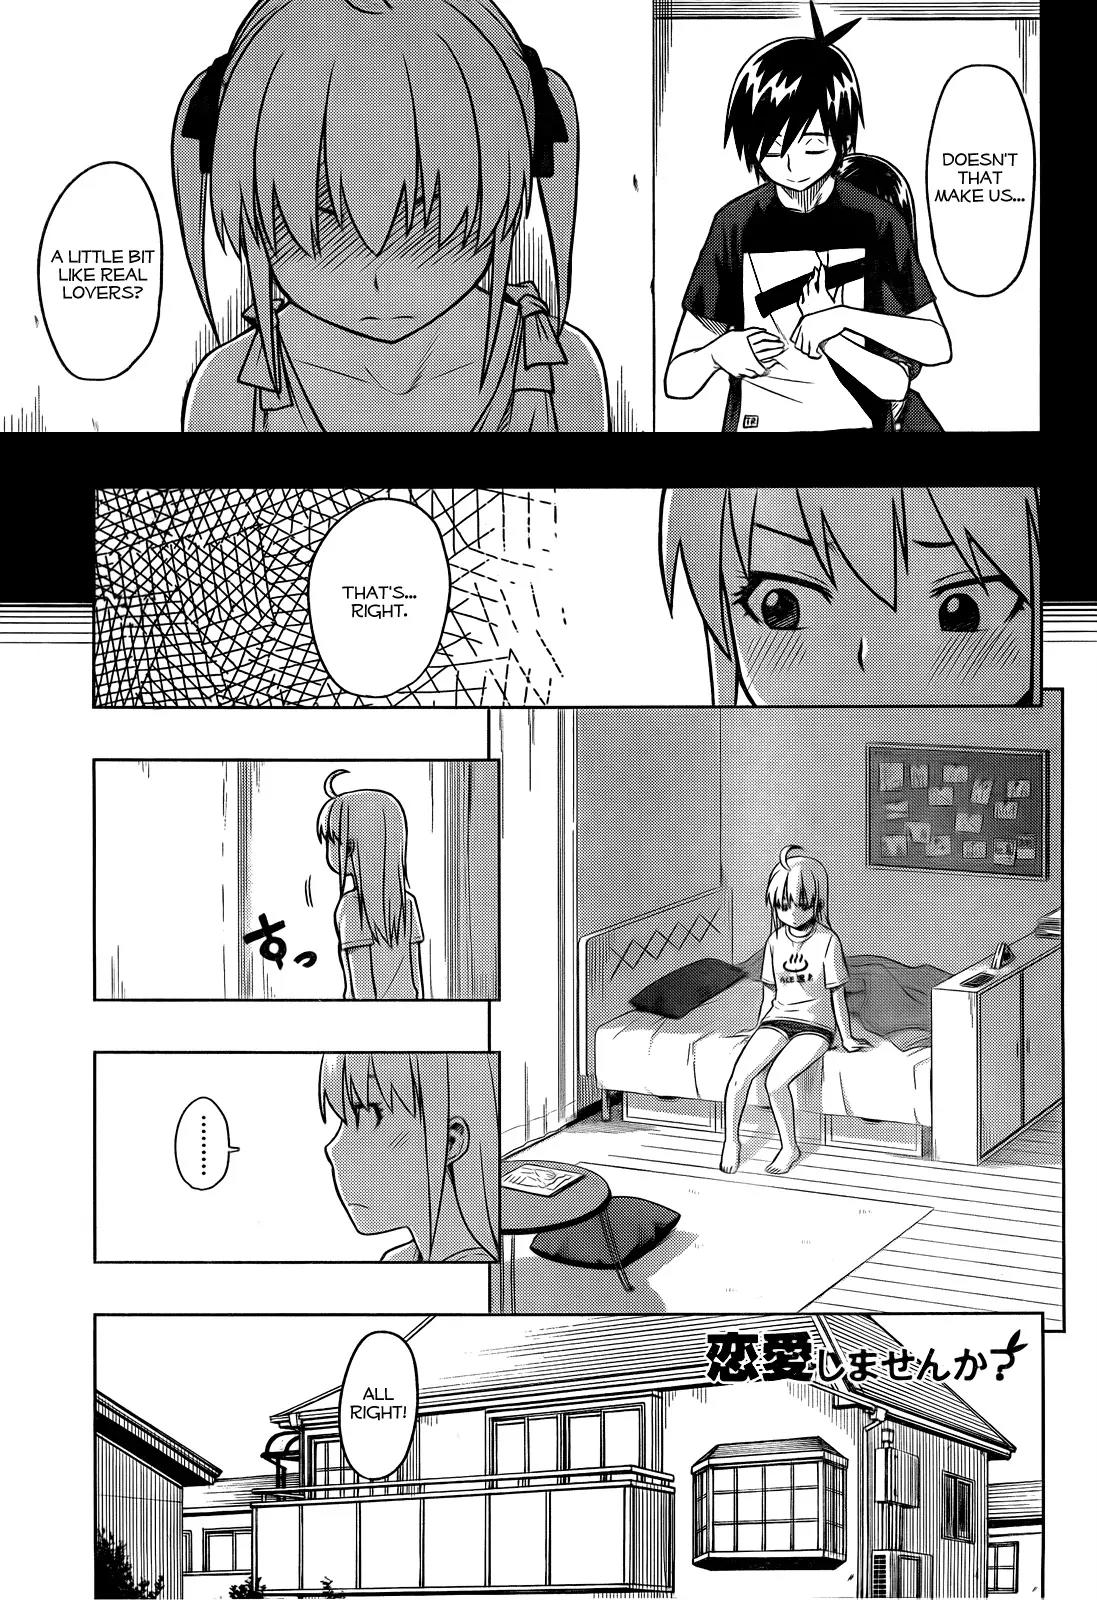 DOESN'T
THAT
MAKE US...
TR
A LITTLE BIT
LIKE REAL
LOVERS?
THAT'S...
RIGHT.
すっ
.........
恋愛しませんか?
ALL
RIGHT!